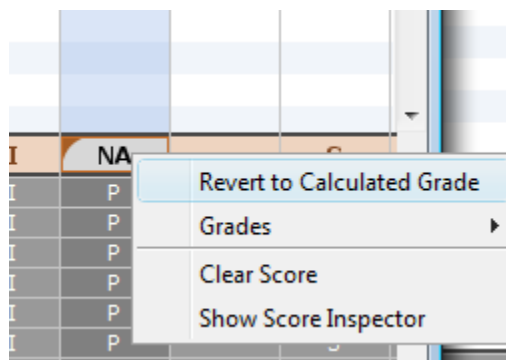 I NA
Revert to Calculated Grade
I P
I P
Grades
I P
I P
Clear Score
I P
Show Score Inspector
I P